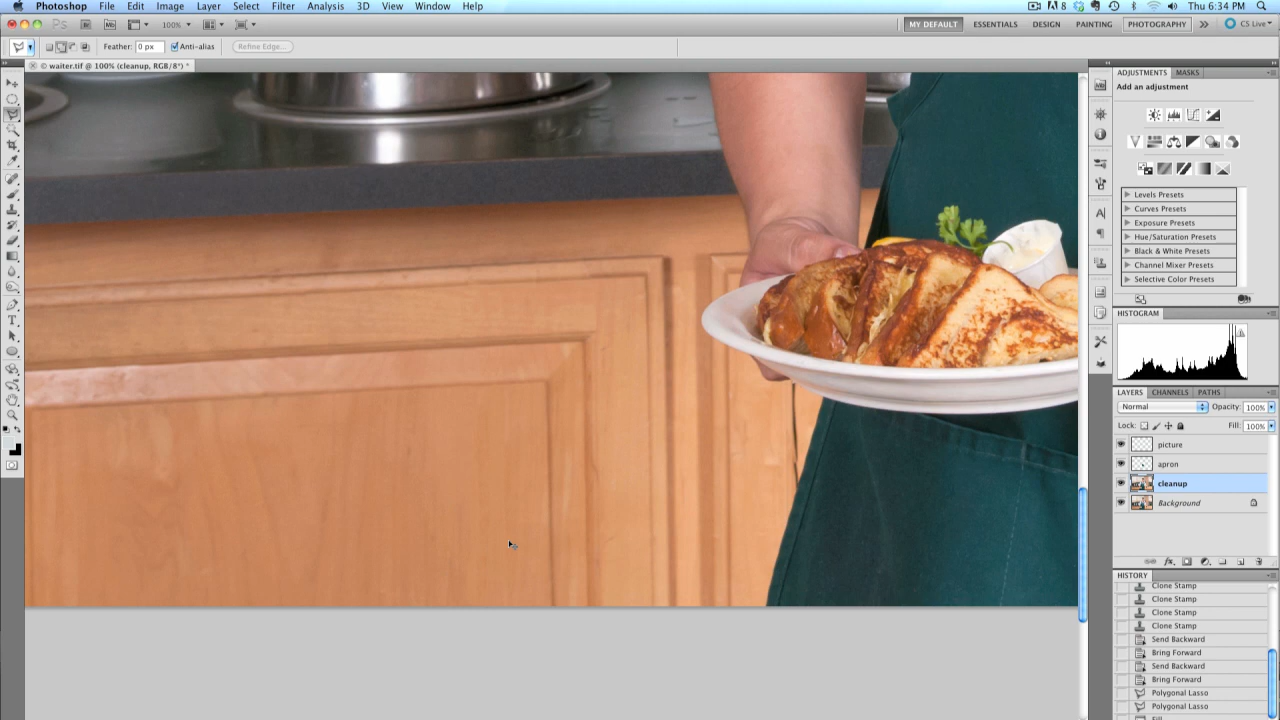 Photoshop File Edit Image Layer Select Filter Analysis 3D View Window Help 8 Thu 6:34 PM
Ps Br Mb 100% MY DEFAULT ESSENTIALS DESIGN PAINTING PHOTOGRAPHY >> CS Live
Feather: 0 px Anti-alias Refine Edge...
© waiter.tif @ 100% (cleanup, RGB/8*) *
ADJUSTMENTS MASKS
Add an adjustment
Levels Presets
Curves Presets
Exposure Presets
Hue/Saturation Presets
Black & White Presets
Channel Mixer Presets
Selective Color Presets
HISTOGRAM
LAYERS CHANNELS PATHS
Normal Opacity: 100%
Lock: Fill: 100%
picture
apron
cleanup
Background
HISTORY
Clone Stamp
Clone Stamp
Clone Stamp
Clone Stamp
Send Backward
Bring Forward
Send Backward
Bring Forward
Polygonal Lasso
Polygonal Lasso
Fill